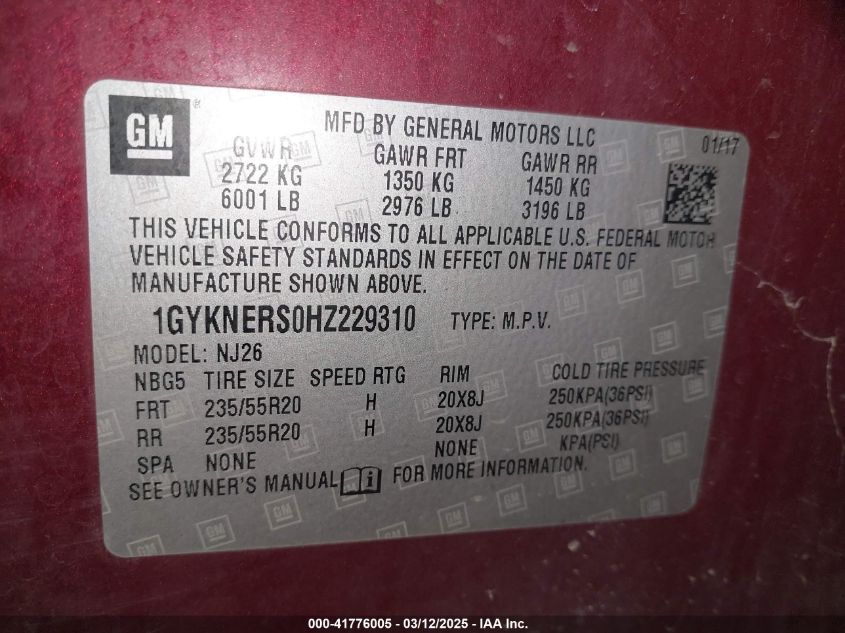 GM ®
MFD BY GENERAL MOTORS LLC
01/17
GVWR GAWR FRT GAWR RR
2722 KG 1350 KG 1450 KG
6001 LB 2976 LB 3196 LB
THIS VEHICLE CONFORMS TO ALL APPLICABLE U.S. FEDERAL MOTOR
VEHICLE SAFETY STANDARDS IN EFFECT ON THE DATE OF
MANUFACTURE SHOWN ABOVE.
1GYKNERS0HZ229310 TYPE: M.P.V.
MODEL: NJ26
NBG5 TIRE SIZE SPEED RTG RIM COLD TIRE PRESSURE
FRT 235/55R20 H 20X8J 250KPA(36PSI)
RR 235/55R20 H 20X8J 250KPA(36PSI)
SPA NONE NONE KPA(PSI)
SEE OWNER'S MANUAL i FOR MORE INFORMATION.
000-41776005 - 03/12/2025 - IAA Inc.